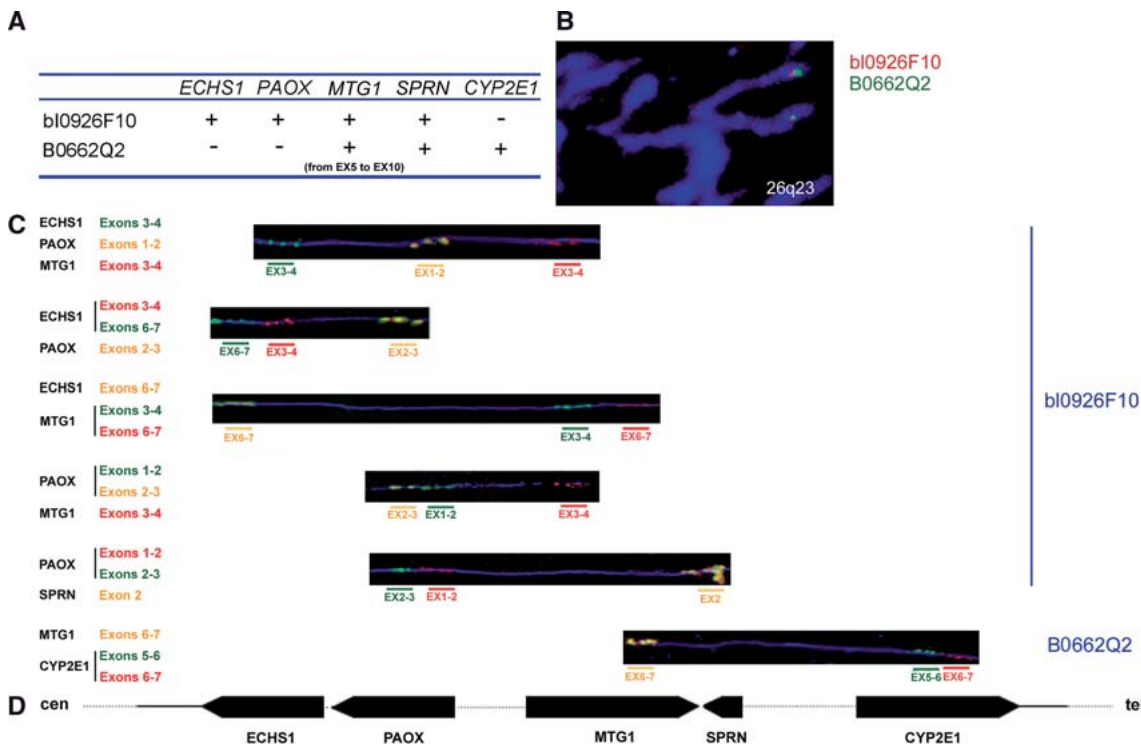 A
ECHS1 PAOX MTG1 SPRN CYP2E1
bI0926F10 + + + + -
B0662Q2 - - + + +
(from EX5 to EX10)
B
bI0926F10
B0662Q2
26q23
C
ECHS1 Exons 3-4
PAOX Exons 1-2
MTG1 Exons 3-4
EX3-4 EX1-2 EX3-4
ECHS1 Exons 3-4
Exons 6-7
PAOX Exons 2-3
EX6-7 EX3-4 EX2-3
ECHS1 Exons 6-7
MTG1 Exons 3-4
Exons 6-7
EX6-7 EX3-4 EX6-7
PAOX Exons 1-2
Exons 2-3
MTG1 Exons 3-4
EX2-3 EX1-2 EX3-4
PAOX Exons 1-2
Exons 2-3
SPRN Exon 2
EX2-3 EX1-2 EX2
bI0926F10
MTG1 Exons 6-7
CYP2E1 Exons 5-6
Exons 6-7
EX6-7 EX5-6 EX6-7
B0662Q2
D cen tel
ECHS1 PAOX MTG1 SPRN CYP2E1